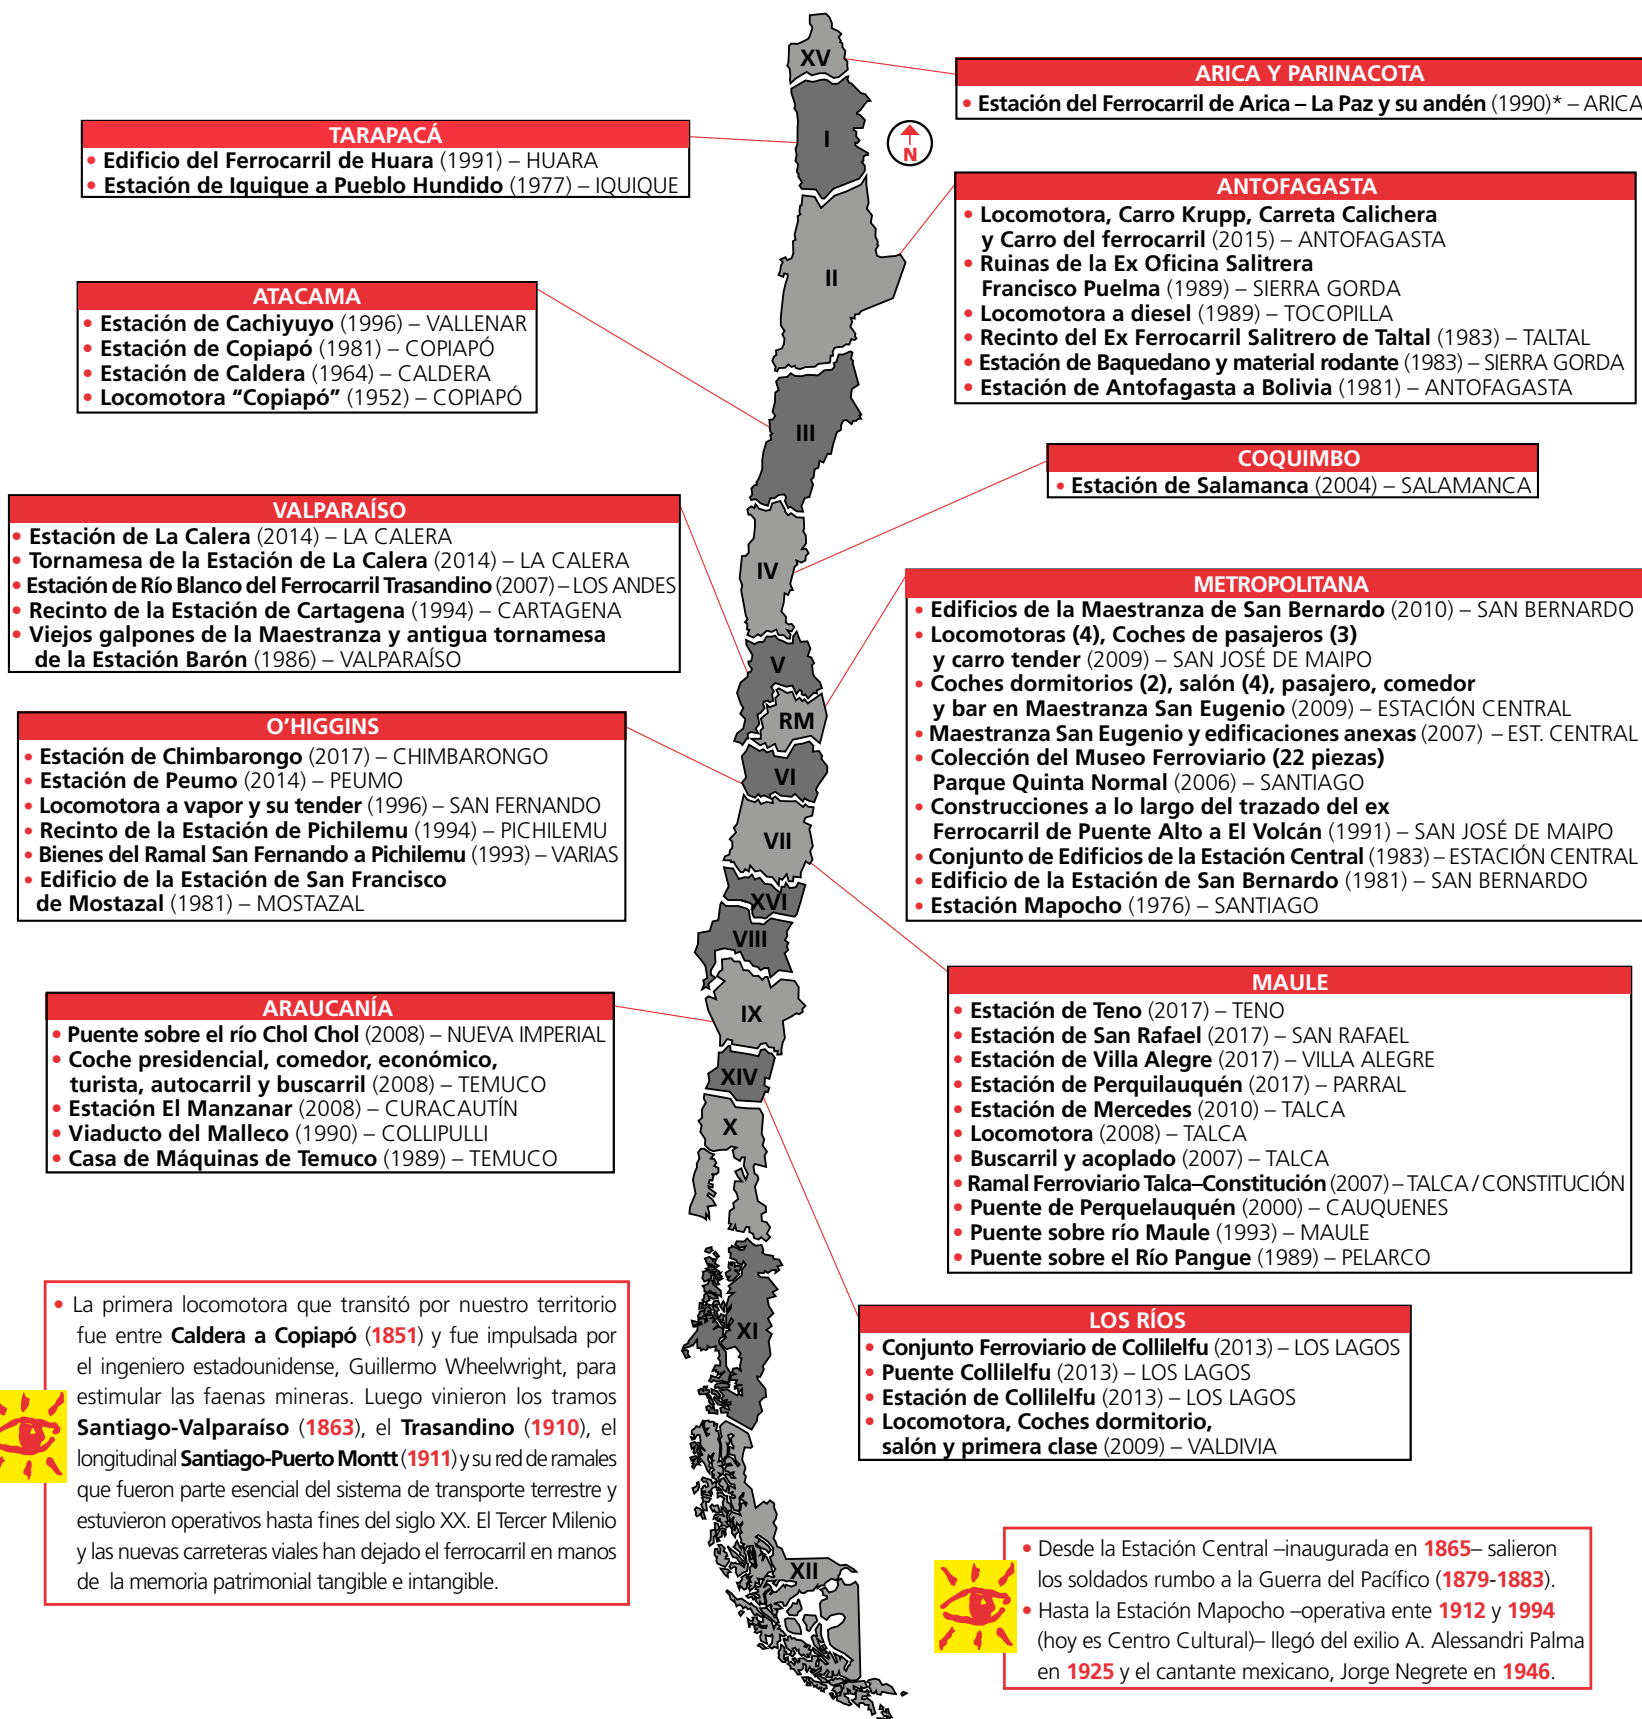 XV
ARICA Y PARINACOTA
• Estación del Ferrocarril de Arica – La Paz y su andén (1990)* – ARICA
TARAPACÁ
• Edificio del Ferrocarril de Huara (1991) – HUARA
• Estación de Iquique a Pueblo Hundido (1977) – IQUIQUE
I
N
ANTOFAGASTA
• Locomotora, Carro Krupp, Carreta Calichera
y Carro del ferrocarril (2015) – ANTOFAGASTA
• Ruinas de la Ex Oficina Salitrera
Francisco Puelma (1989) – SIERRA GORDA
• Locomotora a diesel (1989) – TOCOPILLA
• Recinto del Ex Ferrocarril Salitrero de Taltal (1983) – TALTAL
• Estación de Baquedano y material rodante (1983) – SIERRA GORDA
• Estación de Antofagasta a Bolivia (1981) – ANTOFAGASTA
II
ATACAMA
• Estación de Cachiyuyo (1996) – VALLENAR
• Estación de Copiapó (1981) – COPIAPÓ
• Estación de Caldera (1964) – CALDERA
• Locomotora “Copiapó” (1952) – COPIAPÓ
III
COQUIMBO
• Estación de Salamanca (2004) – SALAMANCA
VALPARAÍSO
• Estación de La Calera (2014) – LA CALERA
• Tornamesa de la Estación de La Calera (2014) – LA CALERA
• Estación de Río Blanco del Ferrocarril Trasandino (2007) – LOS ANDES
• Recinto de la Estación de Cartagena (1994) – CARTAGENA
• Viejos galpones de la Maestranza y antigua tornamesa
de la Estación Barón (1986) – VALPARAÍSO
IV
V
RM
METROPOLITANA
• Edificios de la Maestranza de San Bernardo (2010) – SAN BERNARDO
• Locomotoras (4), Coches de pasajeros (3)
y carro tender (2009) – SAN JOSÉ DE MAIPO
• Coches dormitorios (2), salón (4), pasajero, comedor
y bar en Maestranza San Eugenio (2009) – ESTACIÓN CENTRAL
• Maestranza San Eugenio y edificaciones anexas (2007) – EST. CENTRAL
• Colección del Museo Ferroviario (22 piezas)
Parque Quinta Normal (2006) – SANTIAGO
• Construcciones a lo largo del trazado del ex
Ferrocarril de Puente Alto a El Volcán (1991) – SAN JOSÉ DE MAIPO
• Conjunto de Edificios de la Estación Central (1983) – ESTACIÓN CENTRAL
• Edificio de la Estación de San Bernardo (1981) – SAN BERNARDO
• Estación Mapocho (1976) – SANTIAGO
O’HIGGINS
• Estación de Chimbarongo (2017) – CHIMBARONGO
• Estación de Peumo (2014) – PEUMO
• Locomotora a vapor y su tender (1996) – SAN FERNANDO
• Recinto de la Estación de Pichilemu (1994) – PICHILEMU
• Bienes del Ramal San Fernando a Pichilemu (1993) – VARIAS
• Edificio de la Estación de San Francisco
de Mostazal (1981) – MOSTAZAL
VI
VII
XVI
VIII
MAULE
• Estación de Teno (2017) – TENO
• Estación de San Rafael (2017) – SAN RAFAEL
• Estación de Villa Alegre (2017) – VILLA ALEGRE
• Estación de Perquilauquén (2017) – PARRAL
• Estación de Mercedes (2010) – TALCA
• Locomotora (2008) – TALCA
• Buscarril y acoplado (2007) – TALCA
• Ramal Ferroviario Talca–Constitución (2007) – TALCA / CONSTITUCIÓN
• Puente de Perquelauquén (2000) – CAUQUENES
• Puente sobre río Maule (1993) – MAULE
• Puente sobre el Río Pangue (1989) – PELARCO
ARAUCANÍA
• Puente sobre el río Chol Chol (2008) – NUEVA IMPERIAL
• Coche presidencial, comedor, económico,
turista, autocarril y buscarril (2008) – TEMUCO
• Estación El Manzanar (2008) – CURACAUTÍN
• Viaducto del Malleco (1990) – COLLIPULLI
• Casa de Máquinas de Temuco (1989) – TEMUCO
IX
XIV
X
XI
LOS RÍOS
• Conjunto Ferroviario de Collilelfu (2013) – LOS LAGOS
• Puente Collilelfu (2013) – LOS LAGOS
• Estación de Collilelfu (2013) – LOS LAGOS
• Locomotora, Coches dormitorio,
salón y primera clase (2009) – VALDIVIA
• La primera locomotora que transitó por nuestro territorio
fue entre Caldera a Copiapó (1851) y fue impulsada por
el ingeniero estadounidense, Guillermo Wheelwright, para
estimular las faenas mineras. Luego vinieron los tramos
Santiago-Valparaíso (1863), el Trasandino (1910), el
longitudinal Santiago-Puerto Montt (1911) y su red de ramales
que fueron parte esencial del sistema de transporte terrestre y
estuvieron operativos hasta fines del siglo XX. El Tercer Milenio
y las nuevas carreteras viales han dejado el ferrocarril en manos
de la memoria patrimonial tangible e intangible.
XII
• Desde la Estación Central –inaugurada en 1865– salieron
los soldados rumbo a la Guerra del Pacífico (1879-1883).
• Hasta la Estación Mapocho –operativa ente 1912 y 1994
(hoy es Centro Cultural)– llegó del exilio A. Alessandri Palma
en 1925 y el cantante mexicano, Jorge Negrete en 1946.